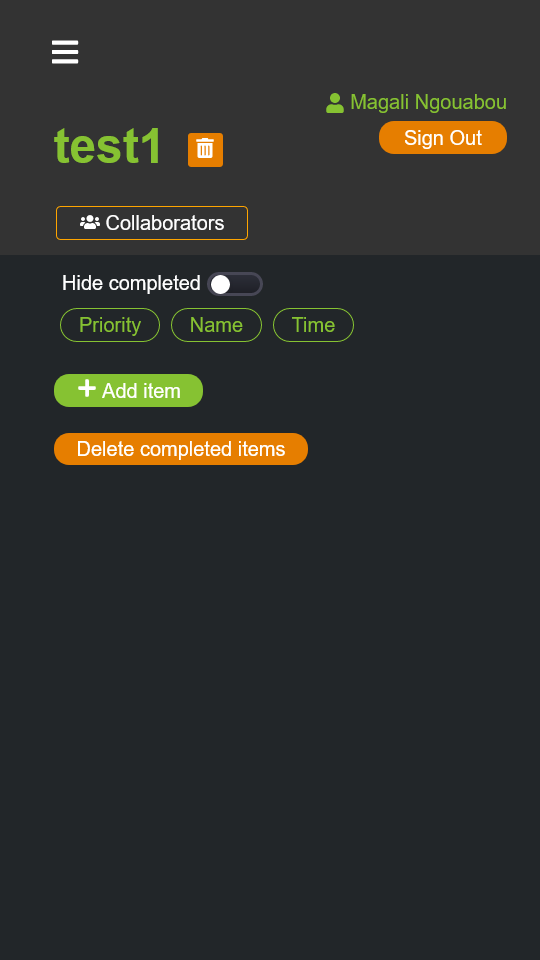 Magali Ngouabou
test1
Sign Out
Collaborators
Hide completed
Priority Name Time
Add item
Delete completed items